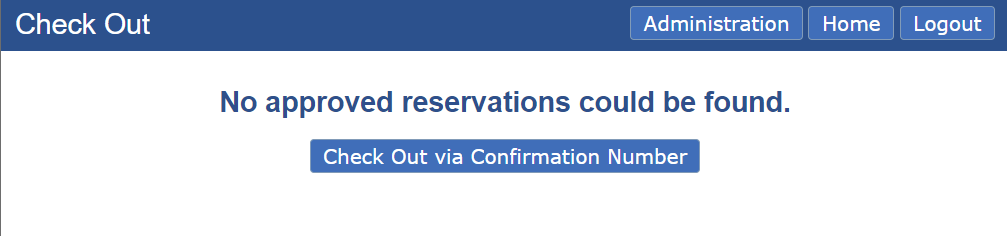 Check Out Administration Home Logout
No approved reservations could be found.
Check Out via Confirmation Number